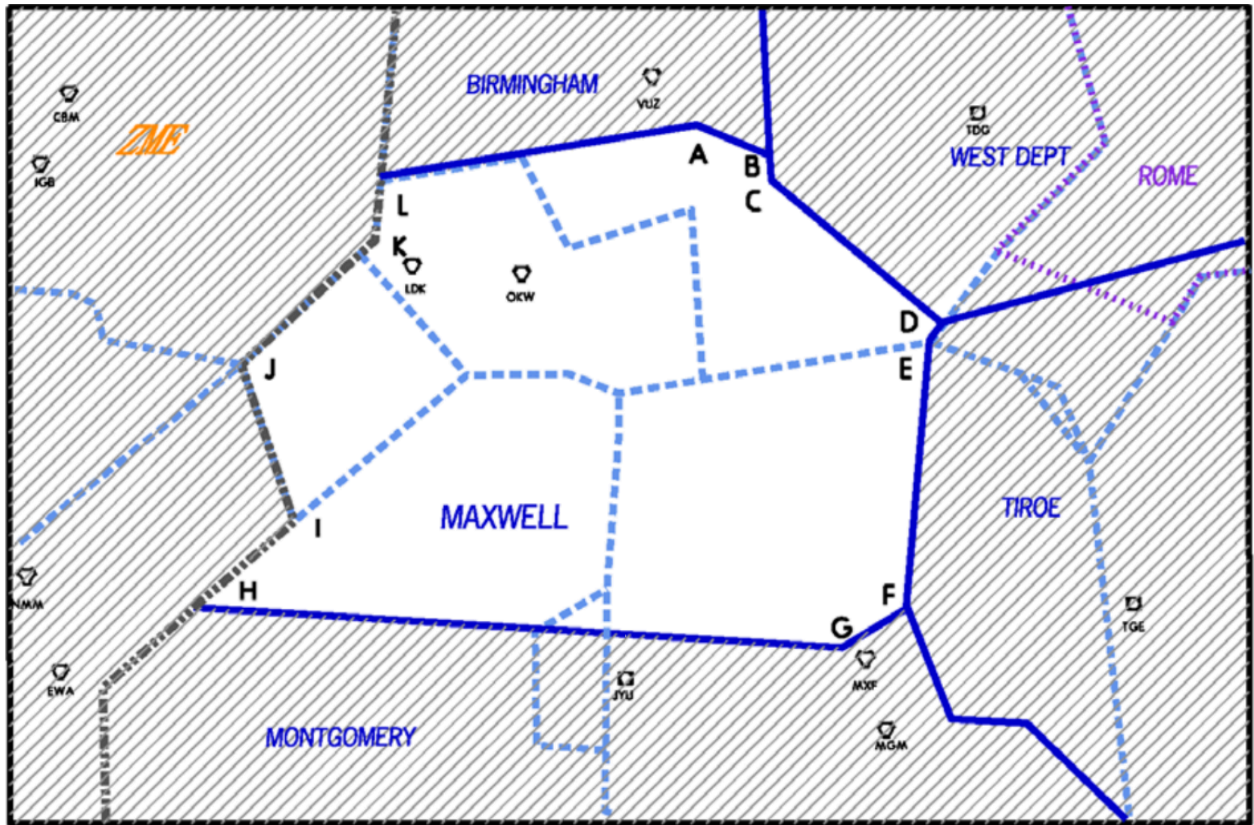 BIRMINGHAM
VUZ
CBM
ZME
IGB
TDG
WEST DEPT
ROME
A
B
C
L
K
LDK
OKW
D
E
J
MAXWELL
I
TIROE
H
F
G
NMM
TGE
MXF
EWA
JYU
MONTGOMERY
MGM